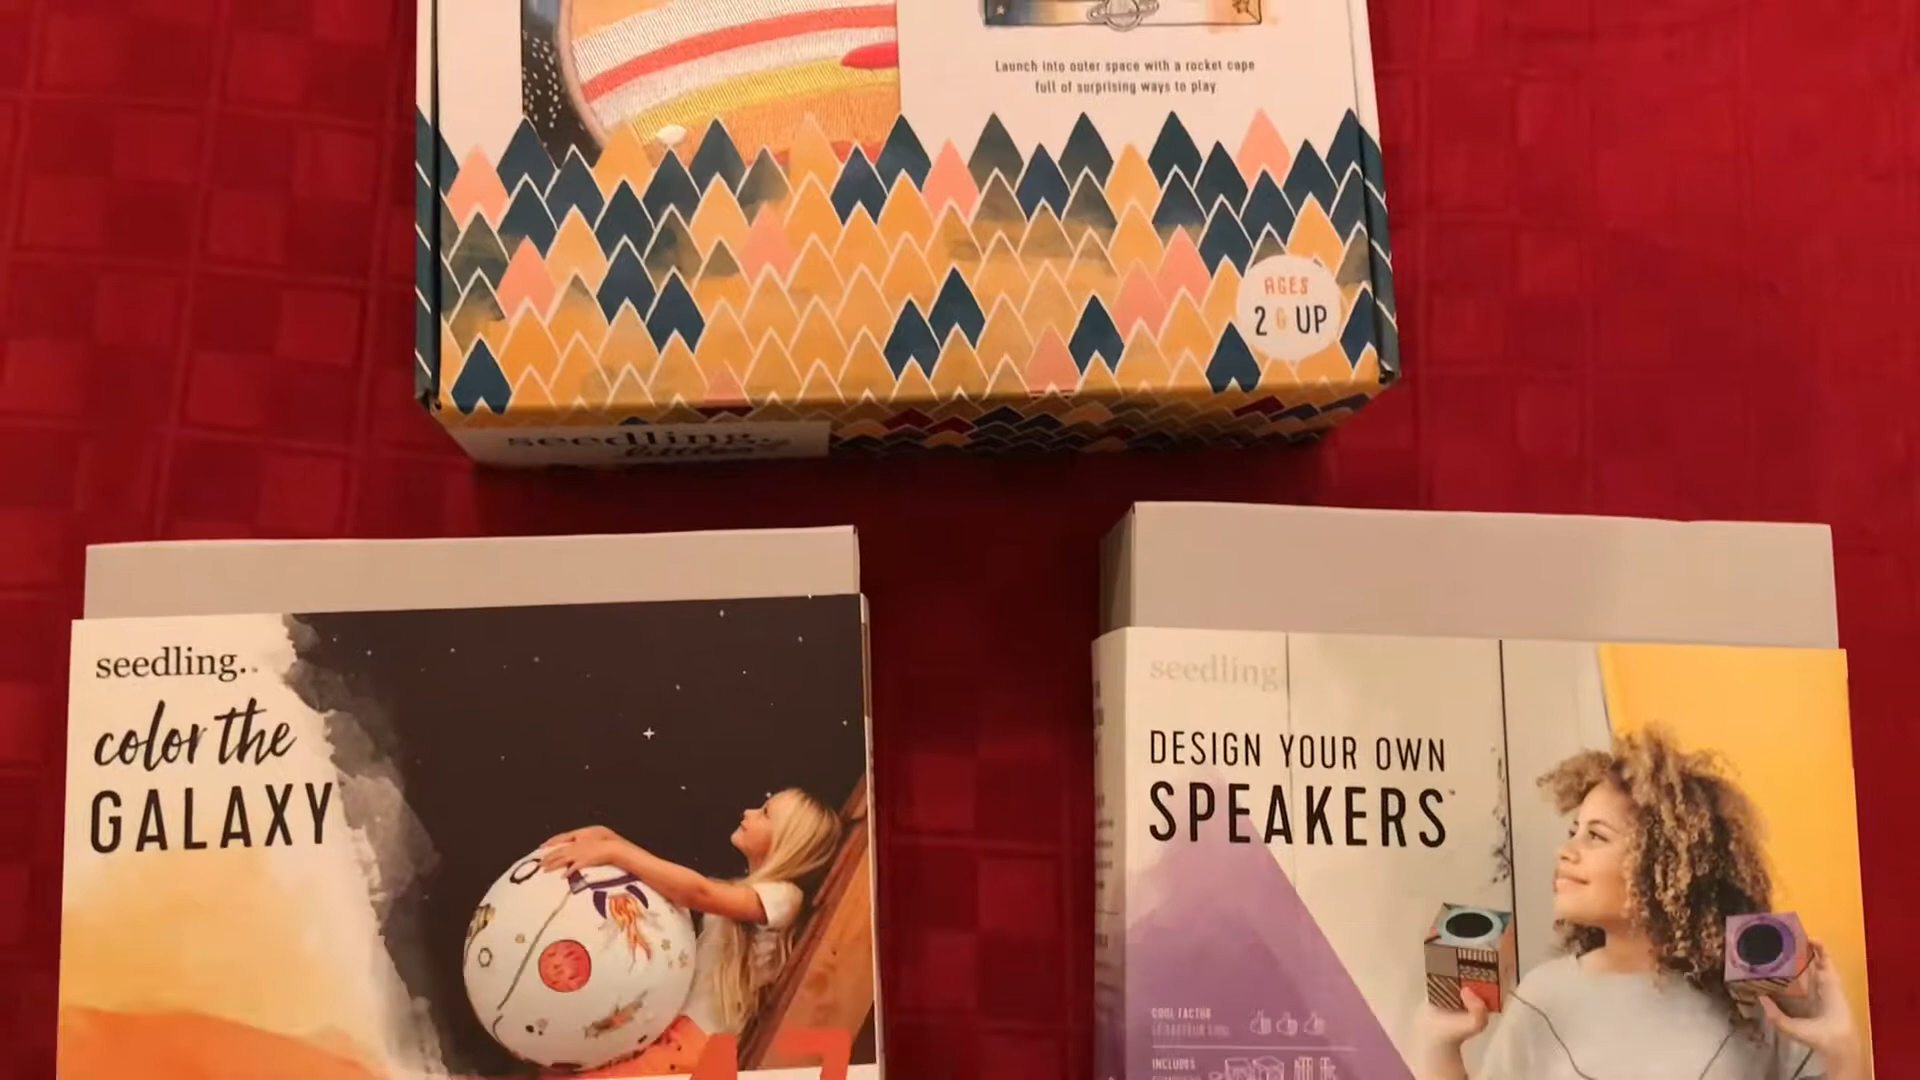 Launch into outer space with a rocket cape
full of surprising ways to play
AGES
2 & UP
seedling.
littles
seedling.
color the
GALAXY
seedling.
DESIGN YOUR OWN
SPEAKERS
COOL FACTOR
INCLUDES